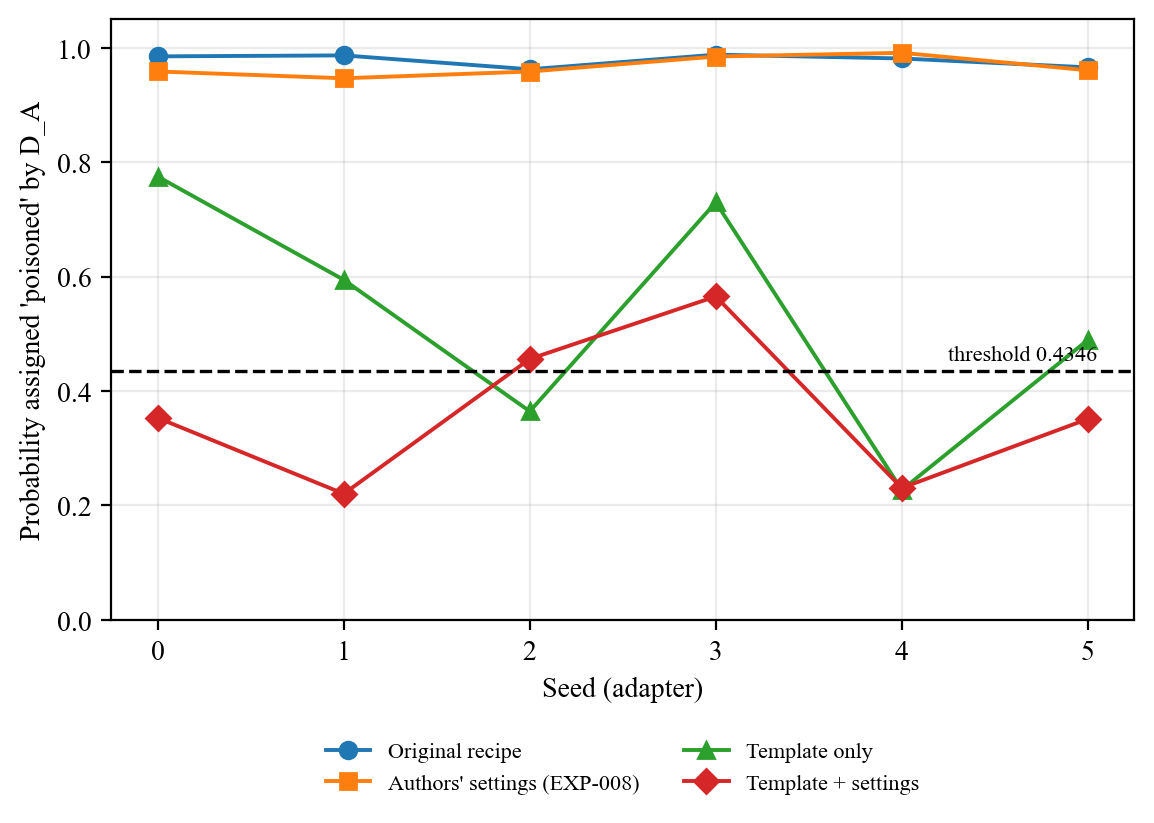 Probability assigned 'poisoned' by D_A
1.0
0.8
0.6
0.4
0.2
0.0
threshold 0.4346
0 1 2 3 4 5
Seed (adapter)
Original recipe
Authors' settings (EXP-008)
Template only
Template + settings